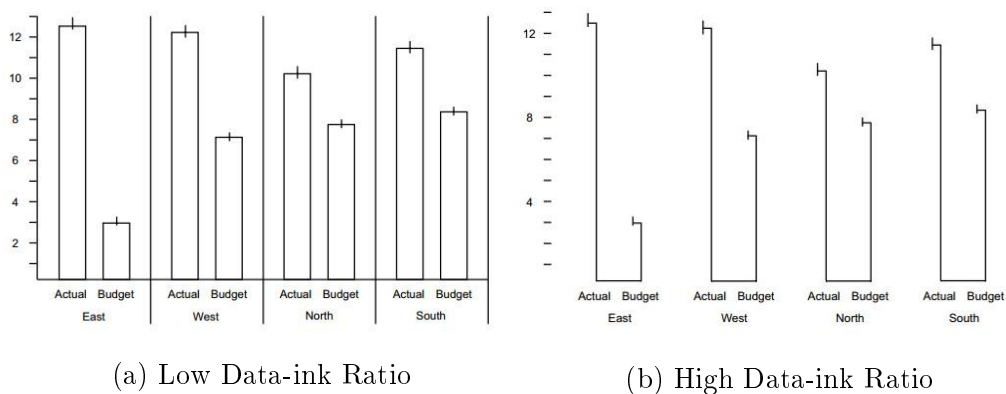 12
10
8
6
4
2
Actual Budget Actual Budget Actual Budget Actual Budget
East West North South
(a) Low Data-ink Ratio
12
8
4
Actual Budget Actual Budget Actual Budget Actual Budget
East West North South
(b) High Data-ink Ratio